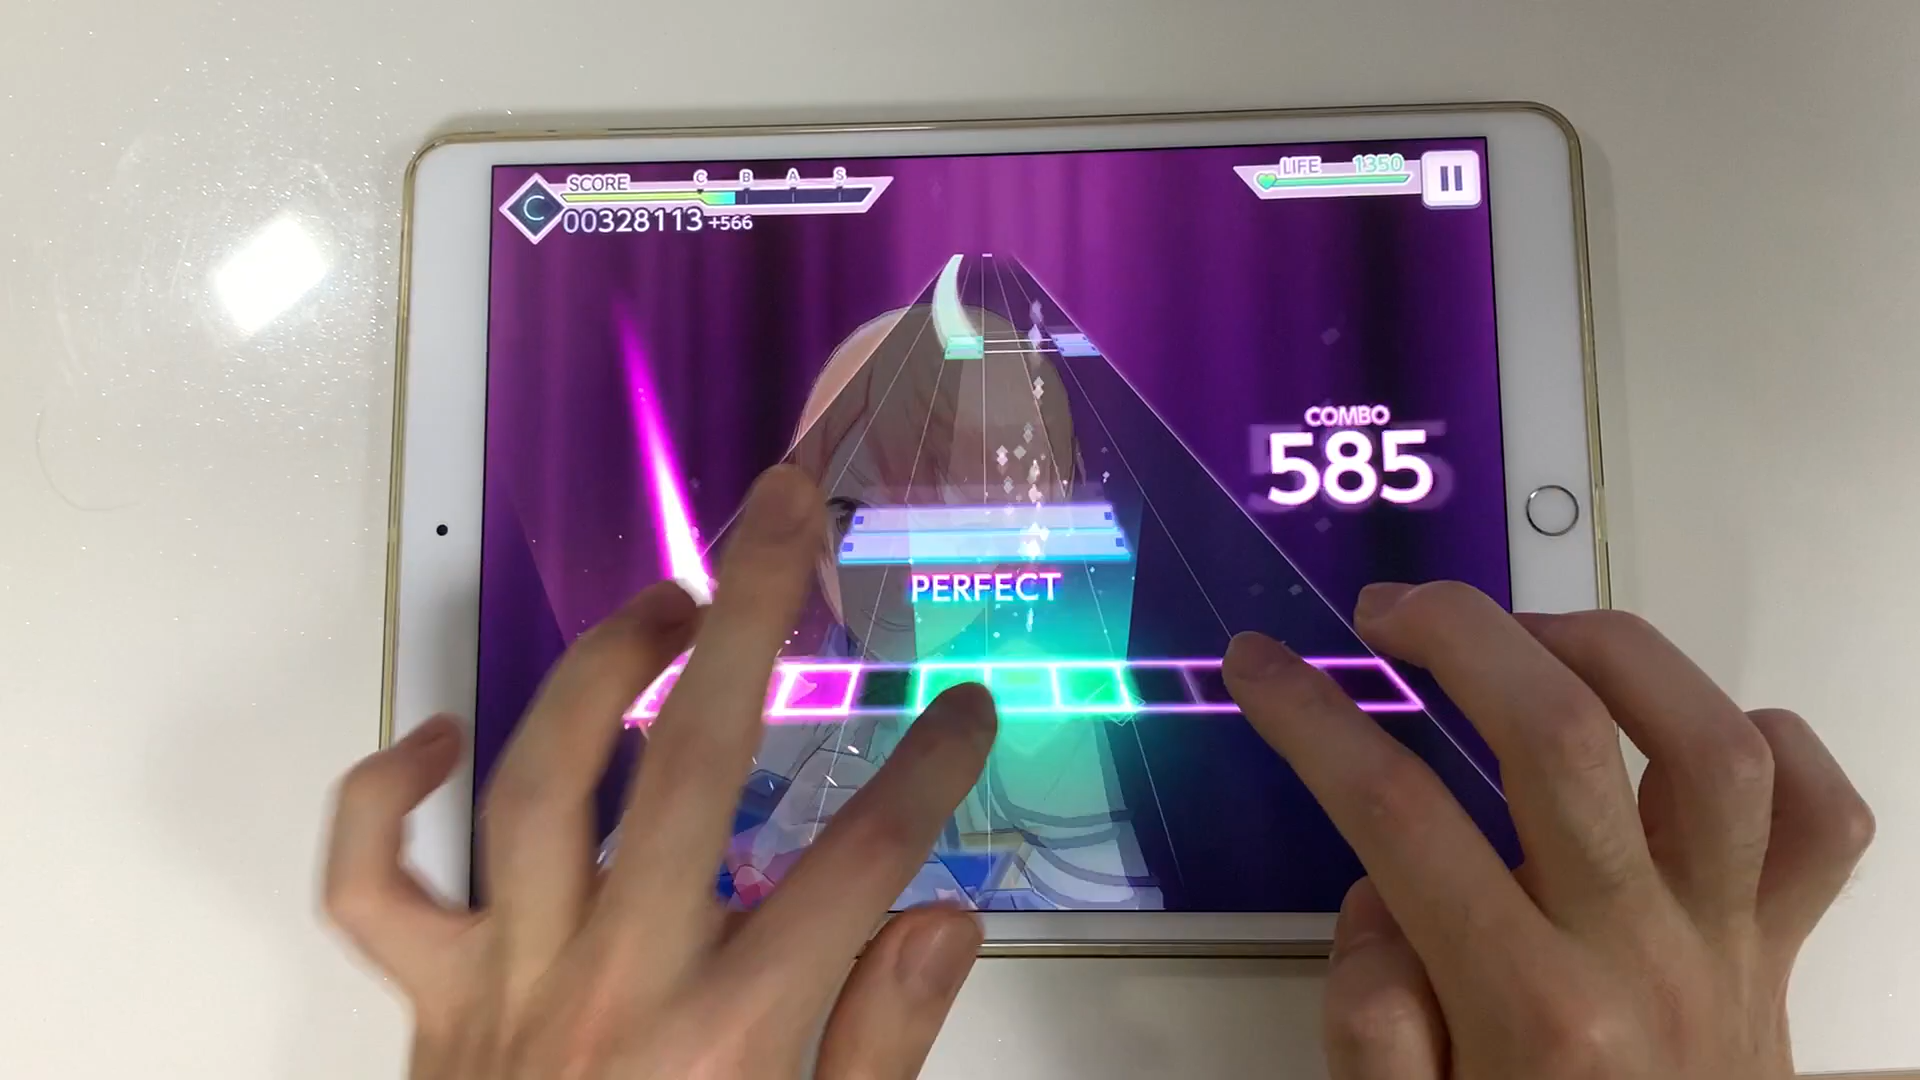 SCORE
C B A S
C
00328113 +566
LIFE 1350
COMBO
585
PERFECT